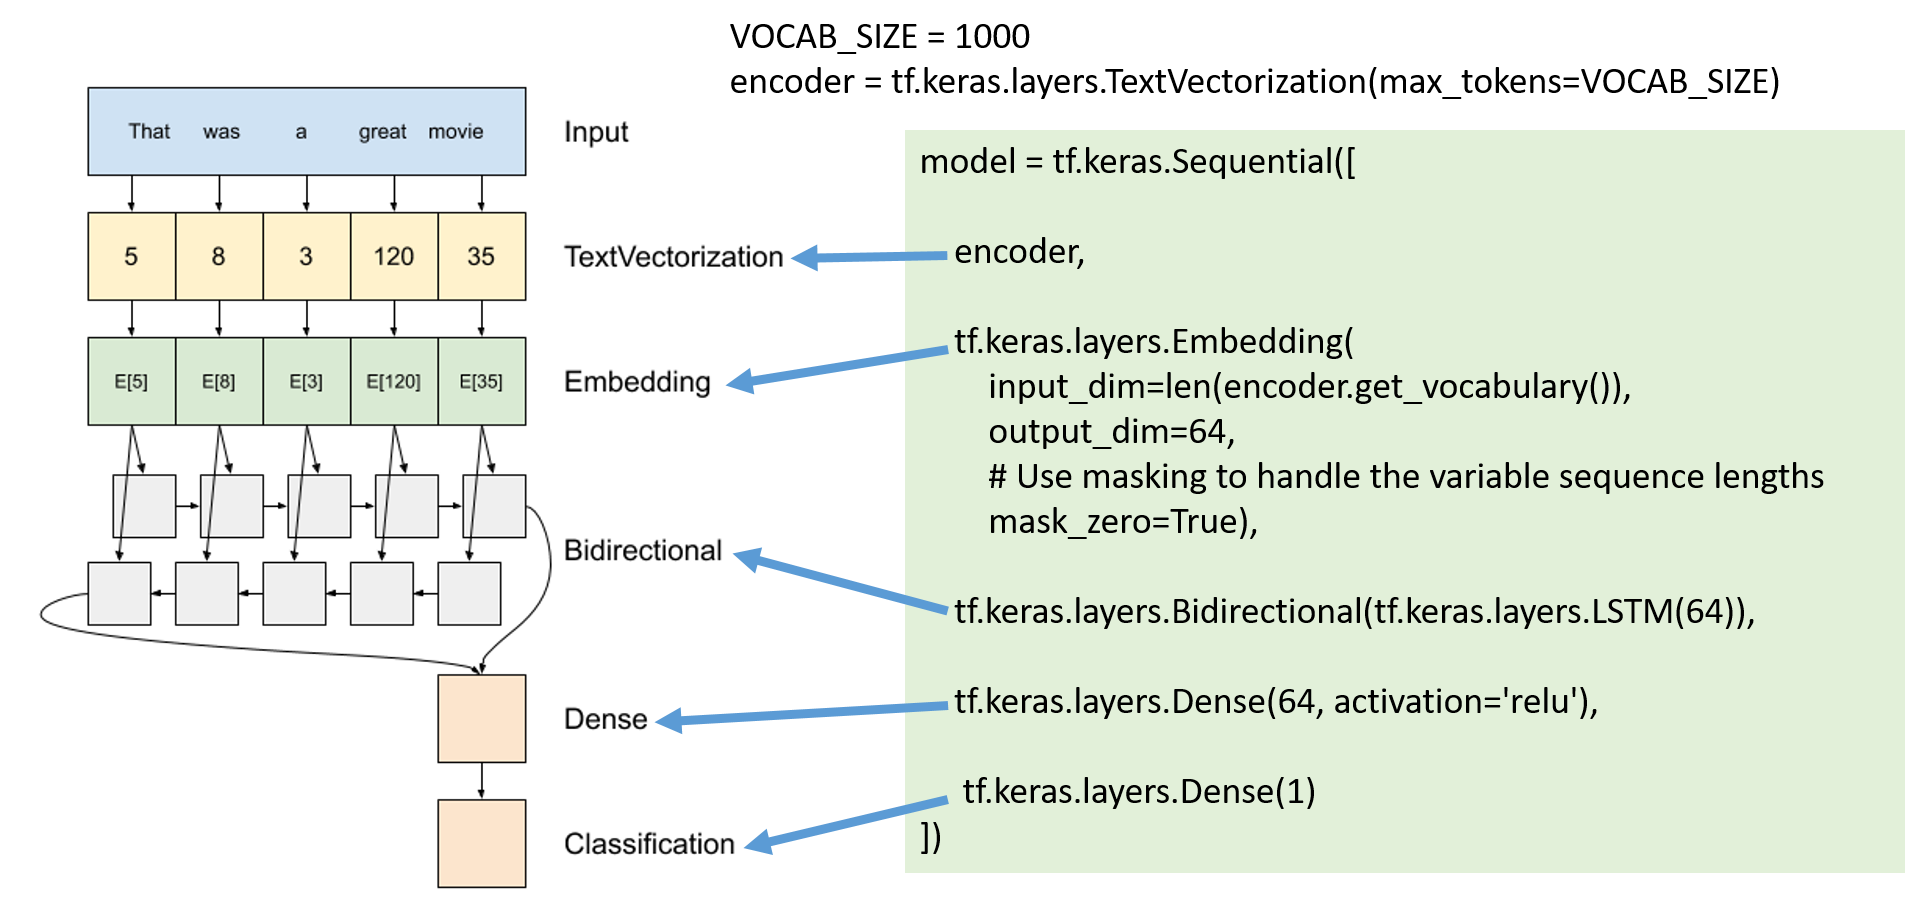 VOCAB_SIZE = 1000
encoder = tf.keras.layers.TextVectorization(max_tokens=VOCAB_SIZE)
That was a great movie
Input
5 8 3 120 35
TextVectorization
E[5] E[8] E[3] E[120] E[35]
Embedding
Bidirectional
Dense
Classification
model = tf.keras.Sequential([
encoder,
tf.keras.layers.Embedding(
input_dim=len(encoder.get_vocabulary()),
output_dim=64,
# Use masking to handle the variable sequence lengths
mask_zero=True),
tf.keras.layers.Bidirectional(tf.keras.layers.LSTM(64)),
tf.keras.layers.Dense(64, activation='relu'),
tf.keras.layers.Dense(1)
])